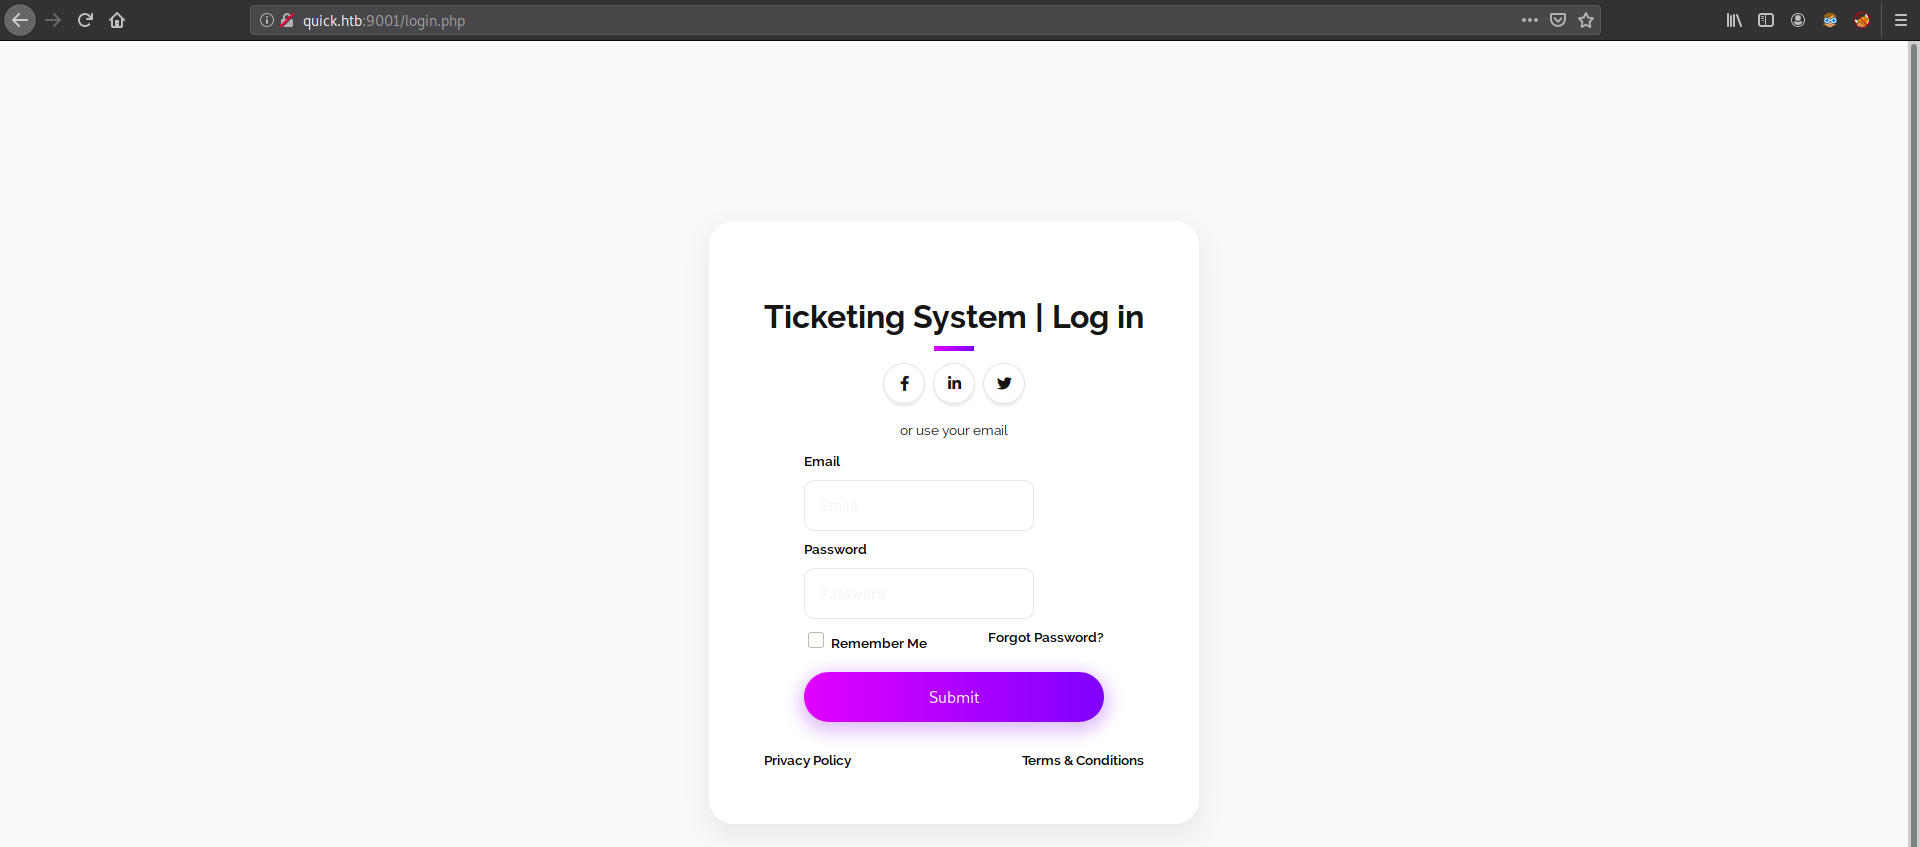 quick.htb:9001/login.php
Ticketing System | Log in
or use your email
Email
Email
Password
Password
Remember Me Forgot Password?
Submit
Privacy Policy Terms & Conditions